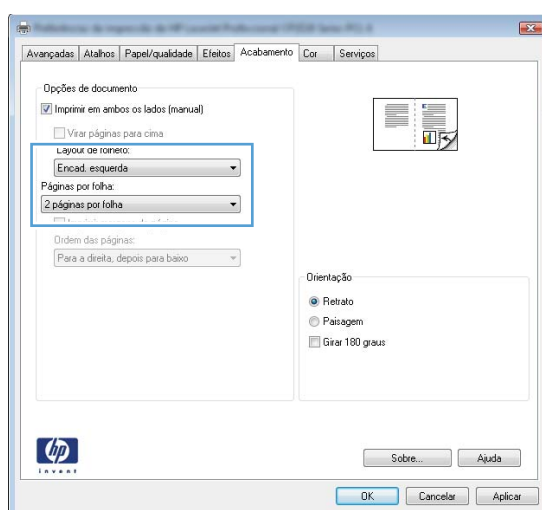 Avançadas Atalhos Papel/qualidade Efeitos Acabamento Cor Serviços
Opções de documento
Imprimir em ambos os lados (manual)
Virar páginas para cima
Layout de folheto:
Encad. esquerda
Páginas por folha:
2 páginas por folha
Ordem das páginas:
Para a direita, depois para baixo
Orientação
Retrato
Paisagem
Girar 180 graus
hp
invent
Sobre... Ajuda
OK Cancelar Aplicar